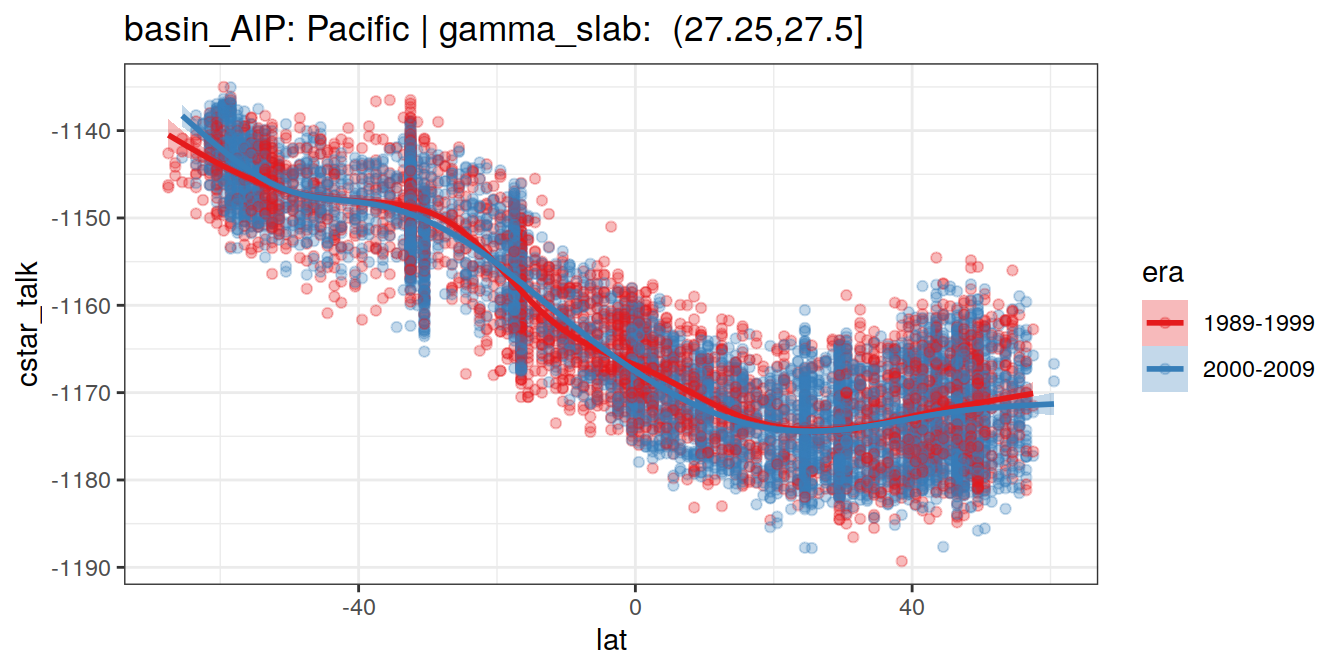 basin_AIP: Pacific | gamma_slab:  (27.25,27.5]
cstar_talk
-1140
-1150
-1160
-1170
-1180
-1190
-40
0
40
lat
era
1989-1999
2000-2009